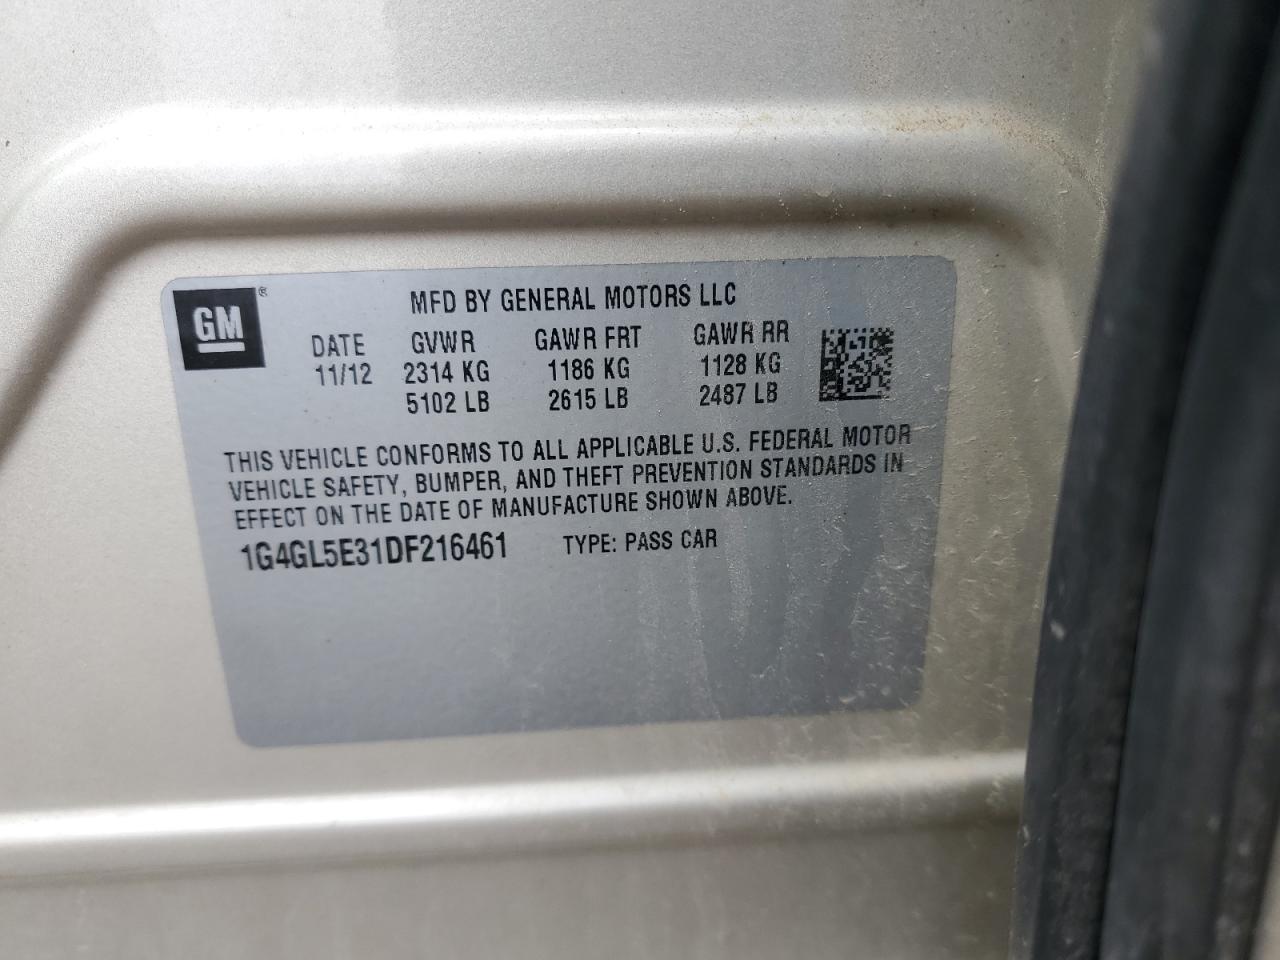 GM®
MFD BY GENERAL MOTORS LLC
DATE GVWR GAWR FRT GAWR RR
11/12 2314 KG 1186 KG 1128 KG
5102 LB 2615 LB 2487 LB
THIS VEHICLE CONFORMS TO ALL APPLICABLE U.S. FEDERAL MOTOR
VEHICLE SAFETY, BUMPER, AND THEFT PREVENTION STANDARDS IN
EFFECT ON THE DATE OF MANUFACTURE SHOWN ABOVE.
1G4GL5E31DF216461 TYPE: PASS CAR